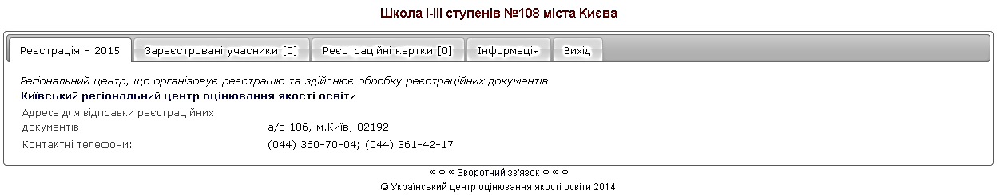 Школа І-ІІІ ступенів №108 міста Києва
Реєстрація – 2015 Зареєстровані учасники [0] Реєстраційні картки [0] Інформація Вихід
Регіональний центр, що організовує реєстрацію та здійснює обробку реєстраційних документів
Київський регіональний центр оцінювання якості освіти
Адреса для відправки реєстраційних
документів: а/с 186, м.Київ, 02192
Контактні телефони: (044) 360-70-04; (044) 361-42-17
∞ ∞ ∞ Зворотний зв'язок ∞ ∞ ∞
© Український центр оцінювання якості освіти 2014